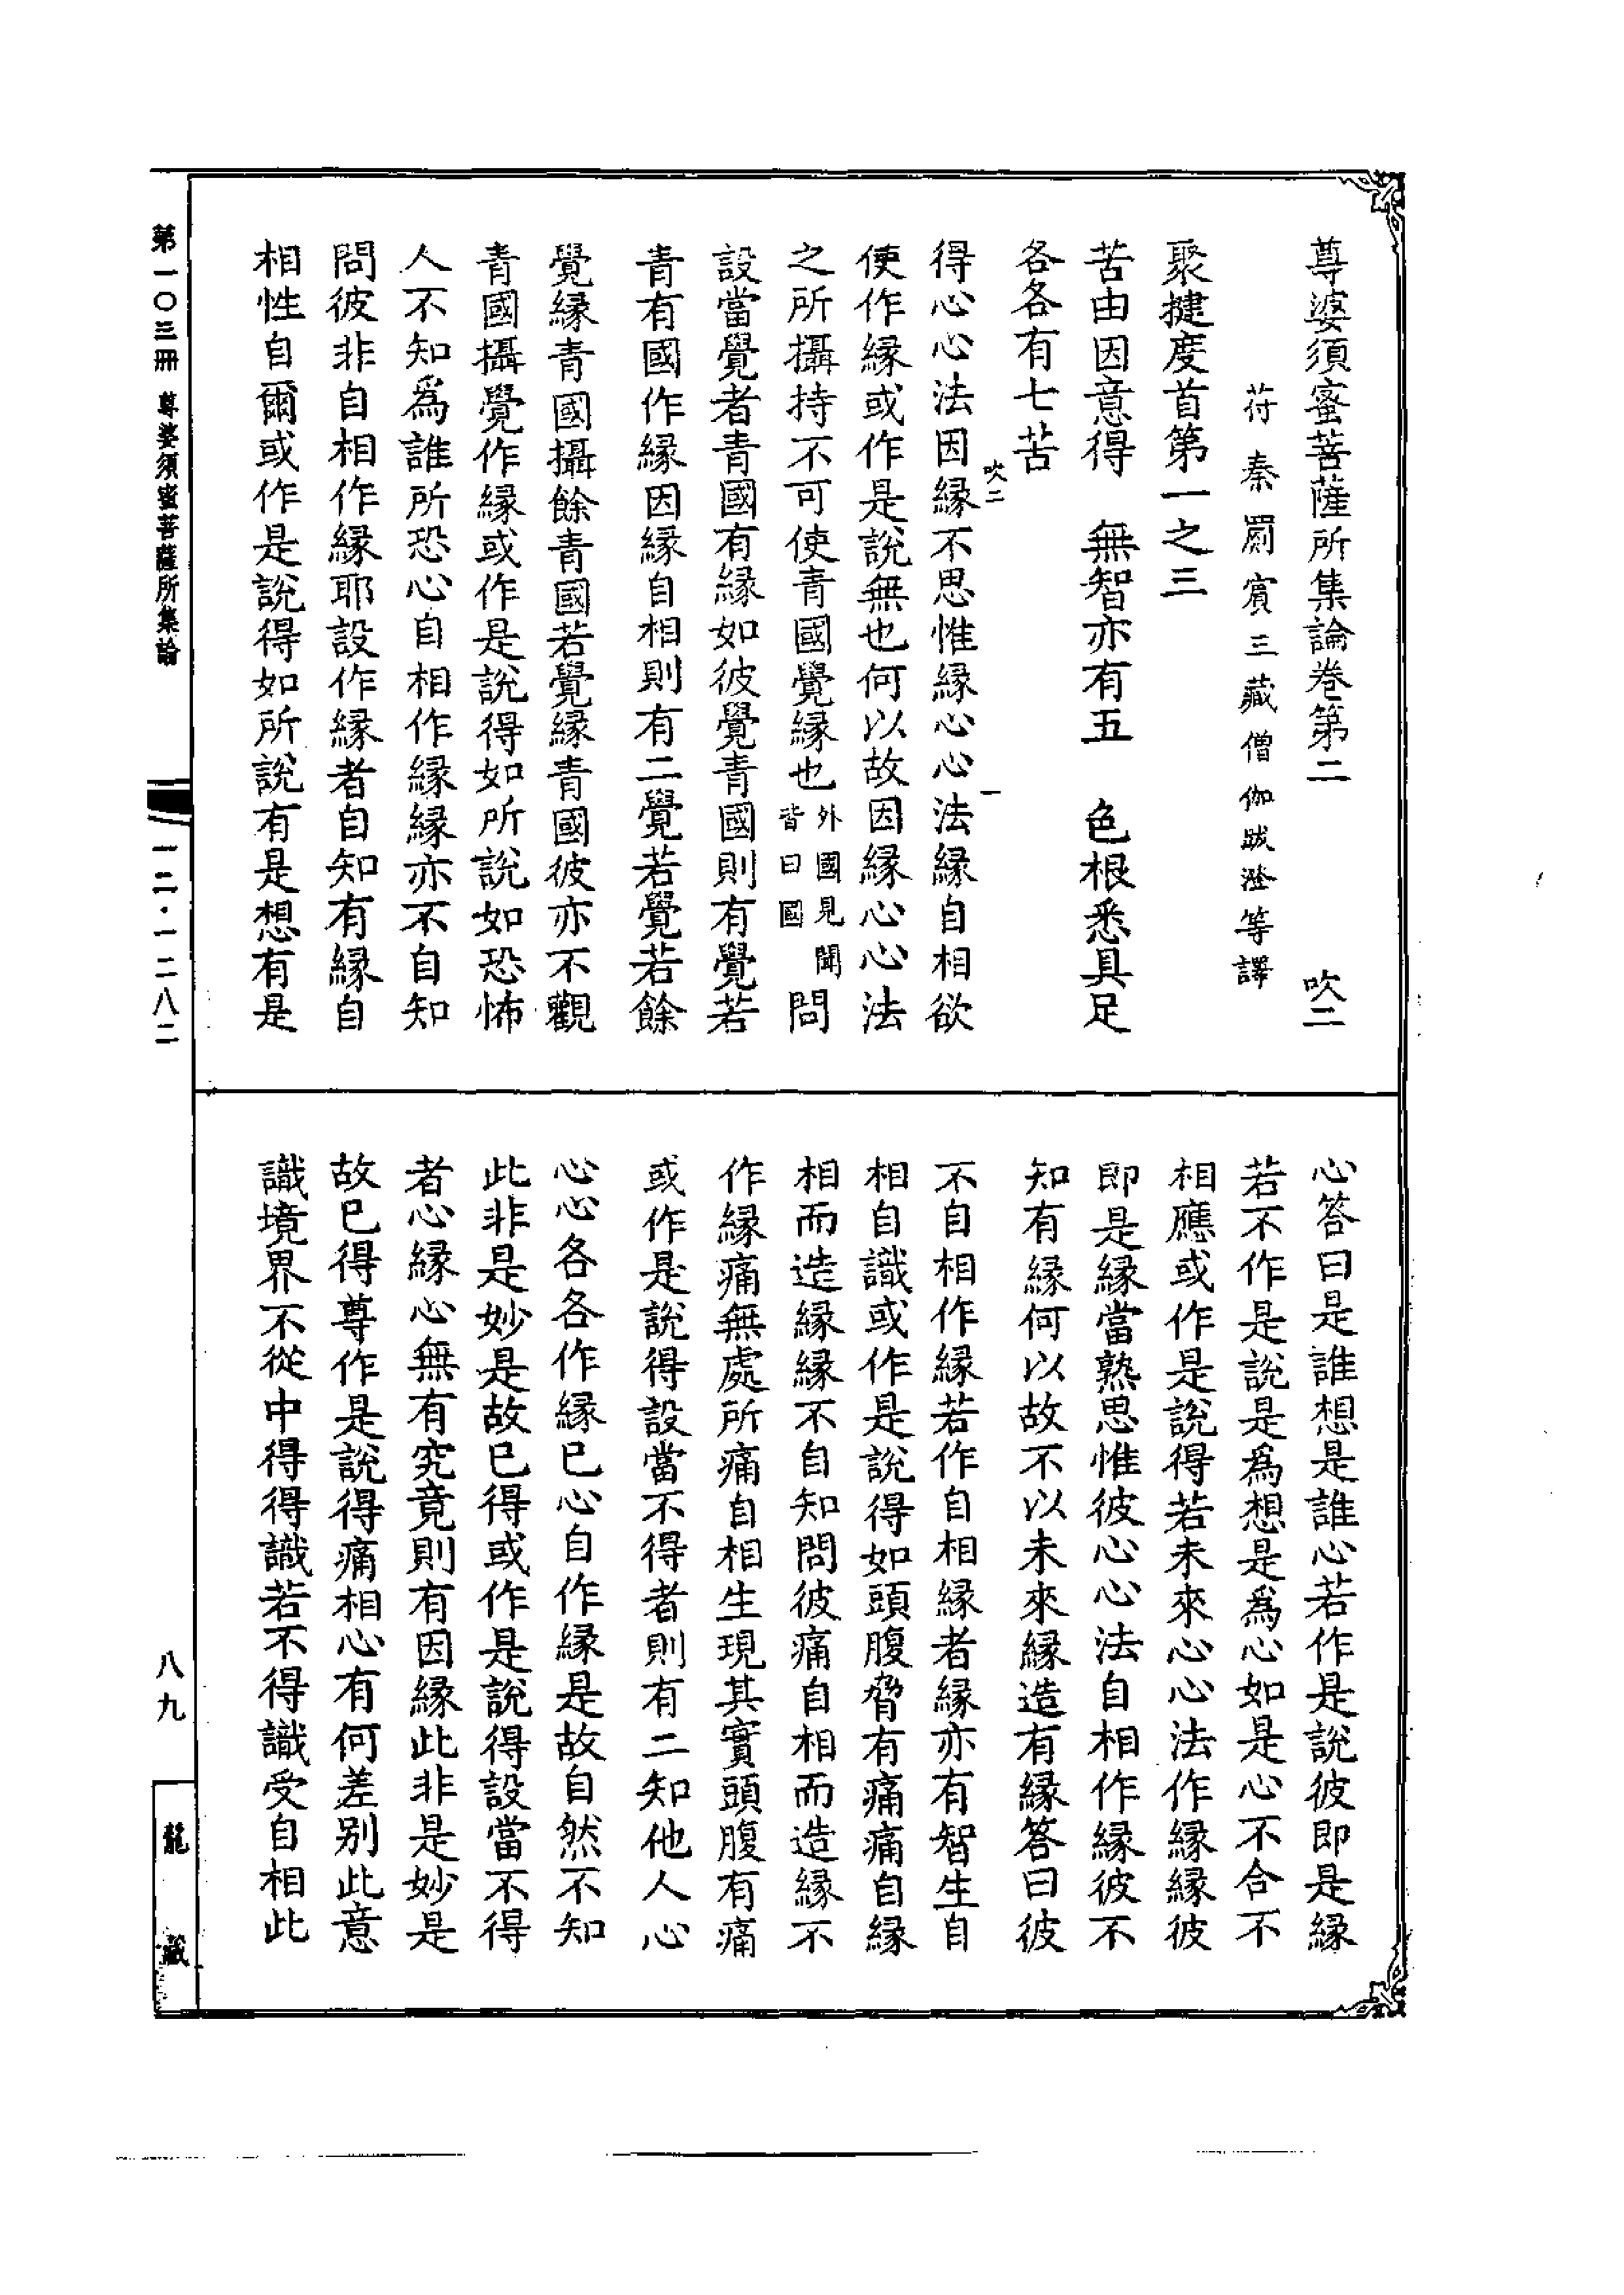 尊婆須蜜菩薩所集論卷第二　吹二
苻秦罽賓三藏僧伽跋澄等譯
聚揵度首第一之三
苦由因意得　無智亦有五　色根悉具足
各各有七苦
吹二　一
得心心法因緣不思惟緣心心法緣自相欲
使作緣或作是說無也何以故因緣心心法
之所攝持不可使青國覺緣也外國見聞皆曰國問
設當覺者青國有緣如彼覺青國則有覺若
青有國作緣因緣自相則有二覺若覺若餘
覺緣青國攝餘青國若覺緣青國彼亦不觀
青國攝覺作緣或作是說得如所說如恐怖
人不知爲誰所恐心自相作緣緣亦不自知
問彼非自相作緣耶設作緣者自知有緣自
相性自爾或作是說得如所說有是想有是
心答曰是誰想是誰心若作是說彼即是緣
若不作是說是爲想是爲心如是心不合不
相應或作是說得若未來心心法作緣緣彼
即是緣當熟思惟彼心心法自相作緣彼不
知有緣何以故不以未來緣造有緣答曰彼
不自相作緣若作自相緣者緣亦有智生自
相自識或作是說得如頭腹脅有痛痛自緣
相而造緣緣不自知問彼痛自相而造緣不
作緣痛無處所痛自相生現其實頭腹有痛
或作是說得設當不得者則有二知他人心
心心各各作緣已心自作緣是故自然不知
此非是妙是故已得或作是說得設當不得
者心緣心無有究竟則有因緣此非是妙是
故已得尊作是說得痛相心有何差別此意
識境界不從中得得識若不得識受自相此
第一〇三冊　尊婆須蜜菩薩所集論
一二·一二八二
八九
龍藏